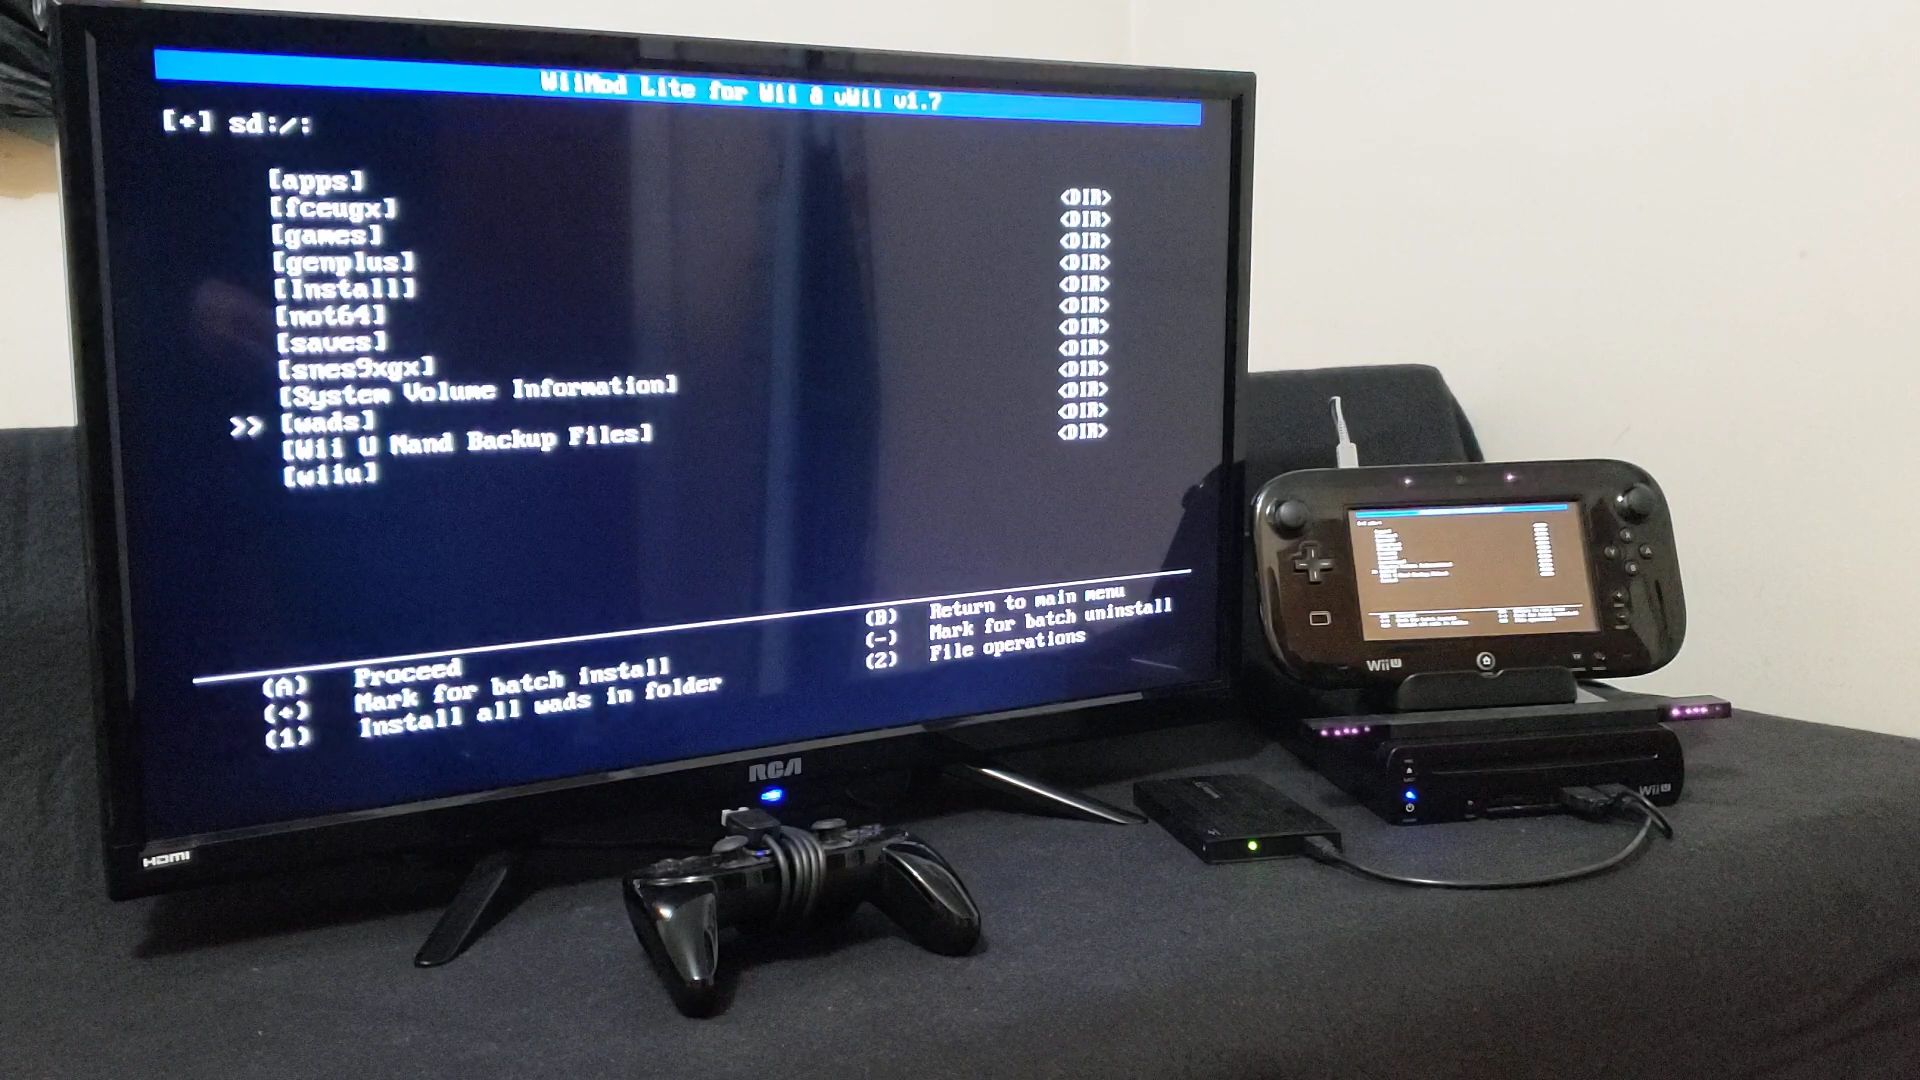 WiiMod Lite for Wii & vWii v1.7
[+] sd:/:
[apps] <DIR>
[fceugx] <DIR>
[games] <DIR>
[genplus] <DIR>
[Install] <DIR>
[not64] <DIR>
[saves] <DIR>
[snes9xgx] <DIR>
[System Volume Information] <DIR>
>> [wads] <DIR>
[Wii U Nand Backup Files] <DIR>
[wiiu] <DIR>
(A) Proceed (B) Return to main menu
(+) Mark for batch install (-) Mark for batch uninstall
(1) Install all wads in folder (2) File operations
RCA
HDMI
Wii U
Wii U